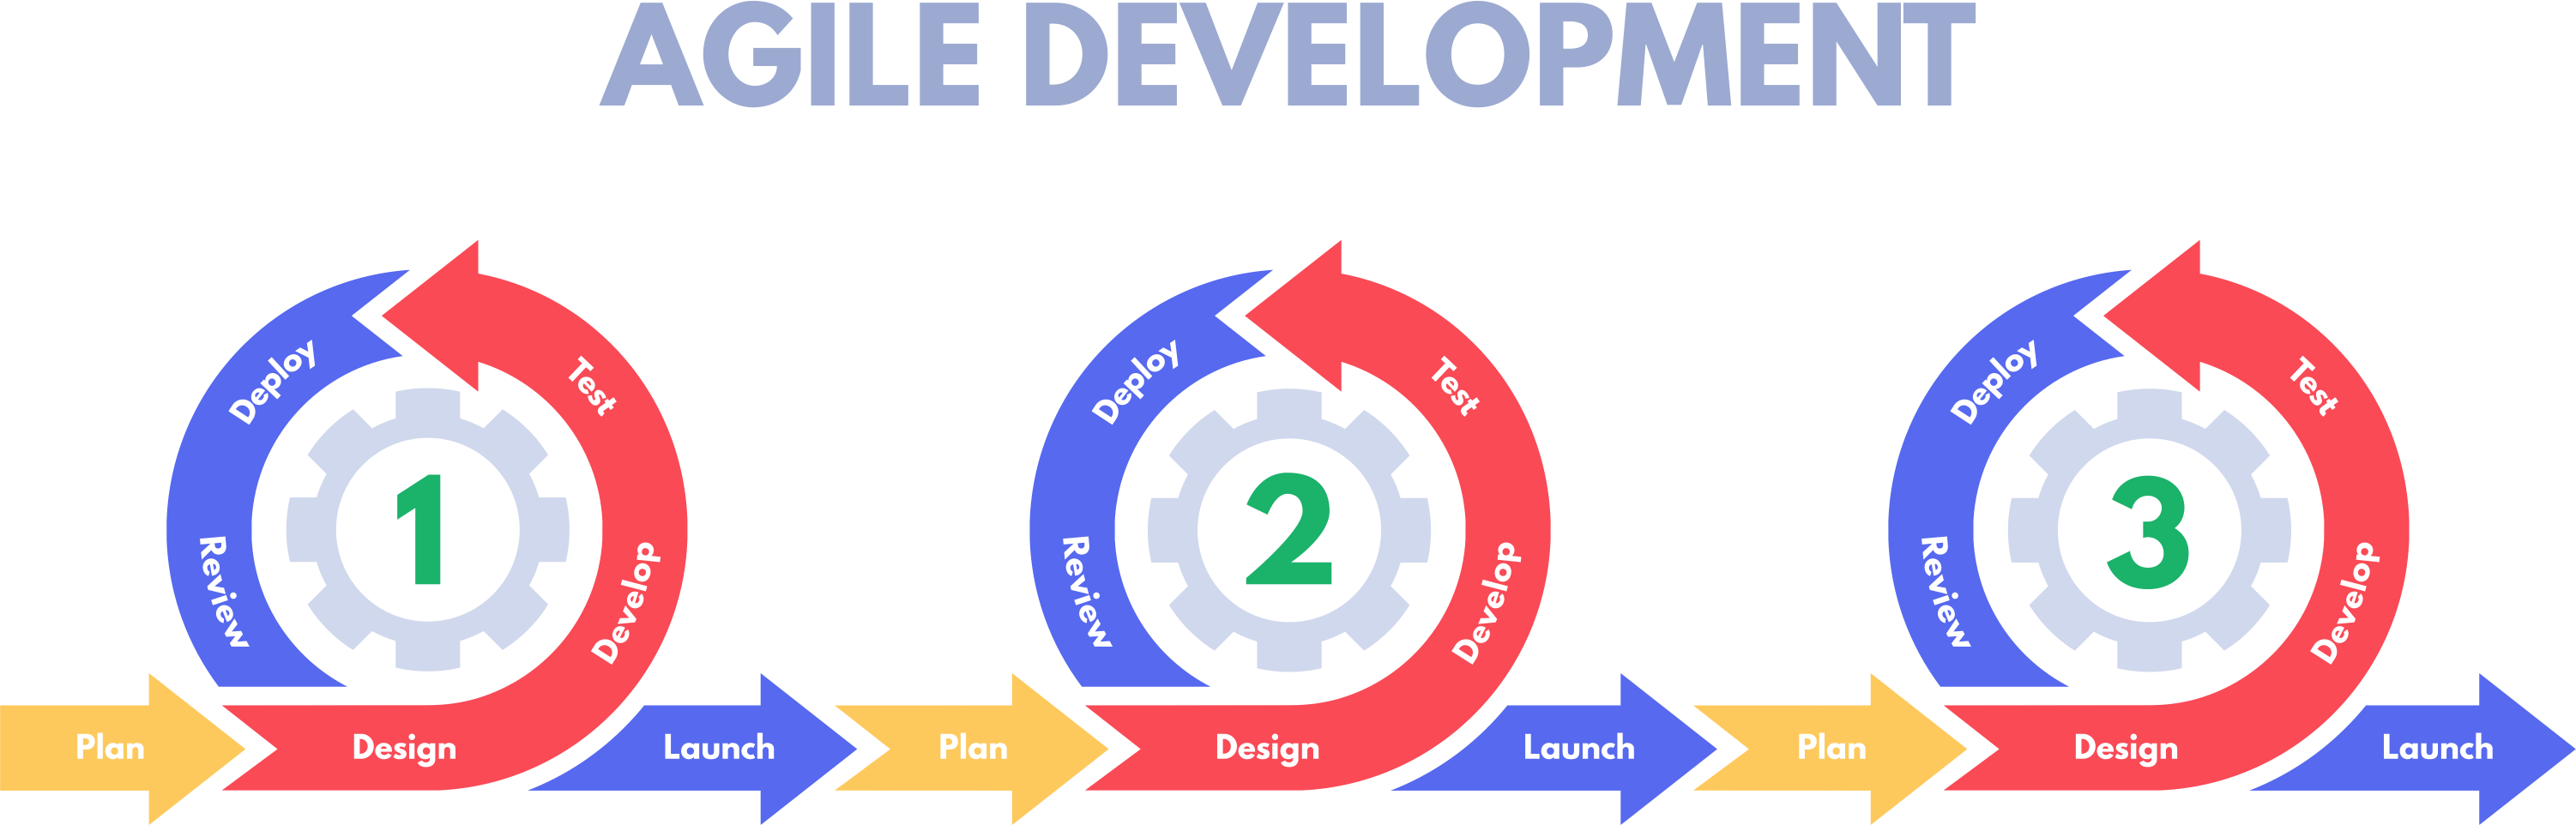 AGILE DEVELOPMENT
Plan
Design
Develop
Test
Deploy
Review
1
Launch
Plan
Design
Develop
Test
Deploy
Review
2
Launch
Plan
Design
Develop
Test
Deploy
Review
3
Launch